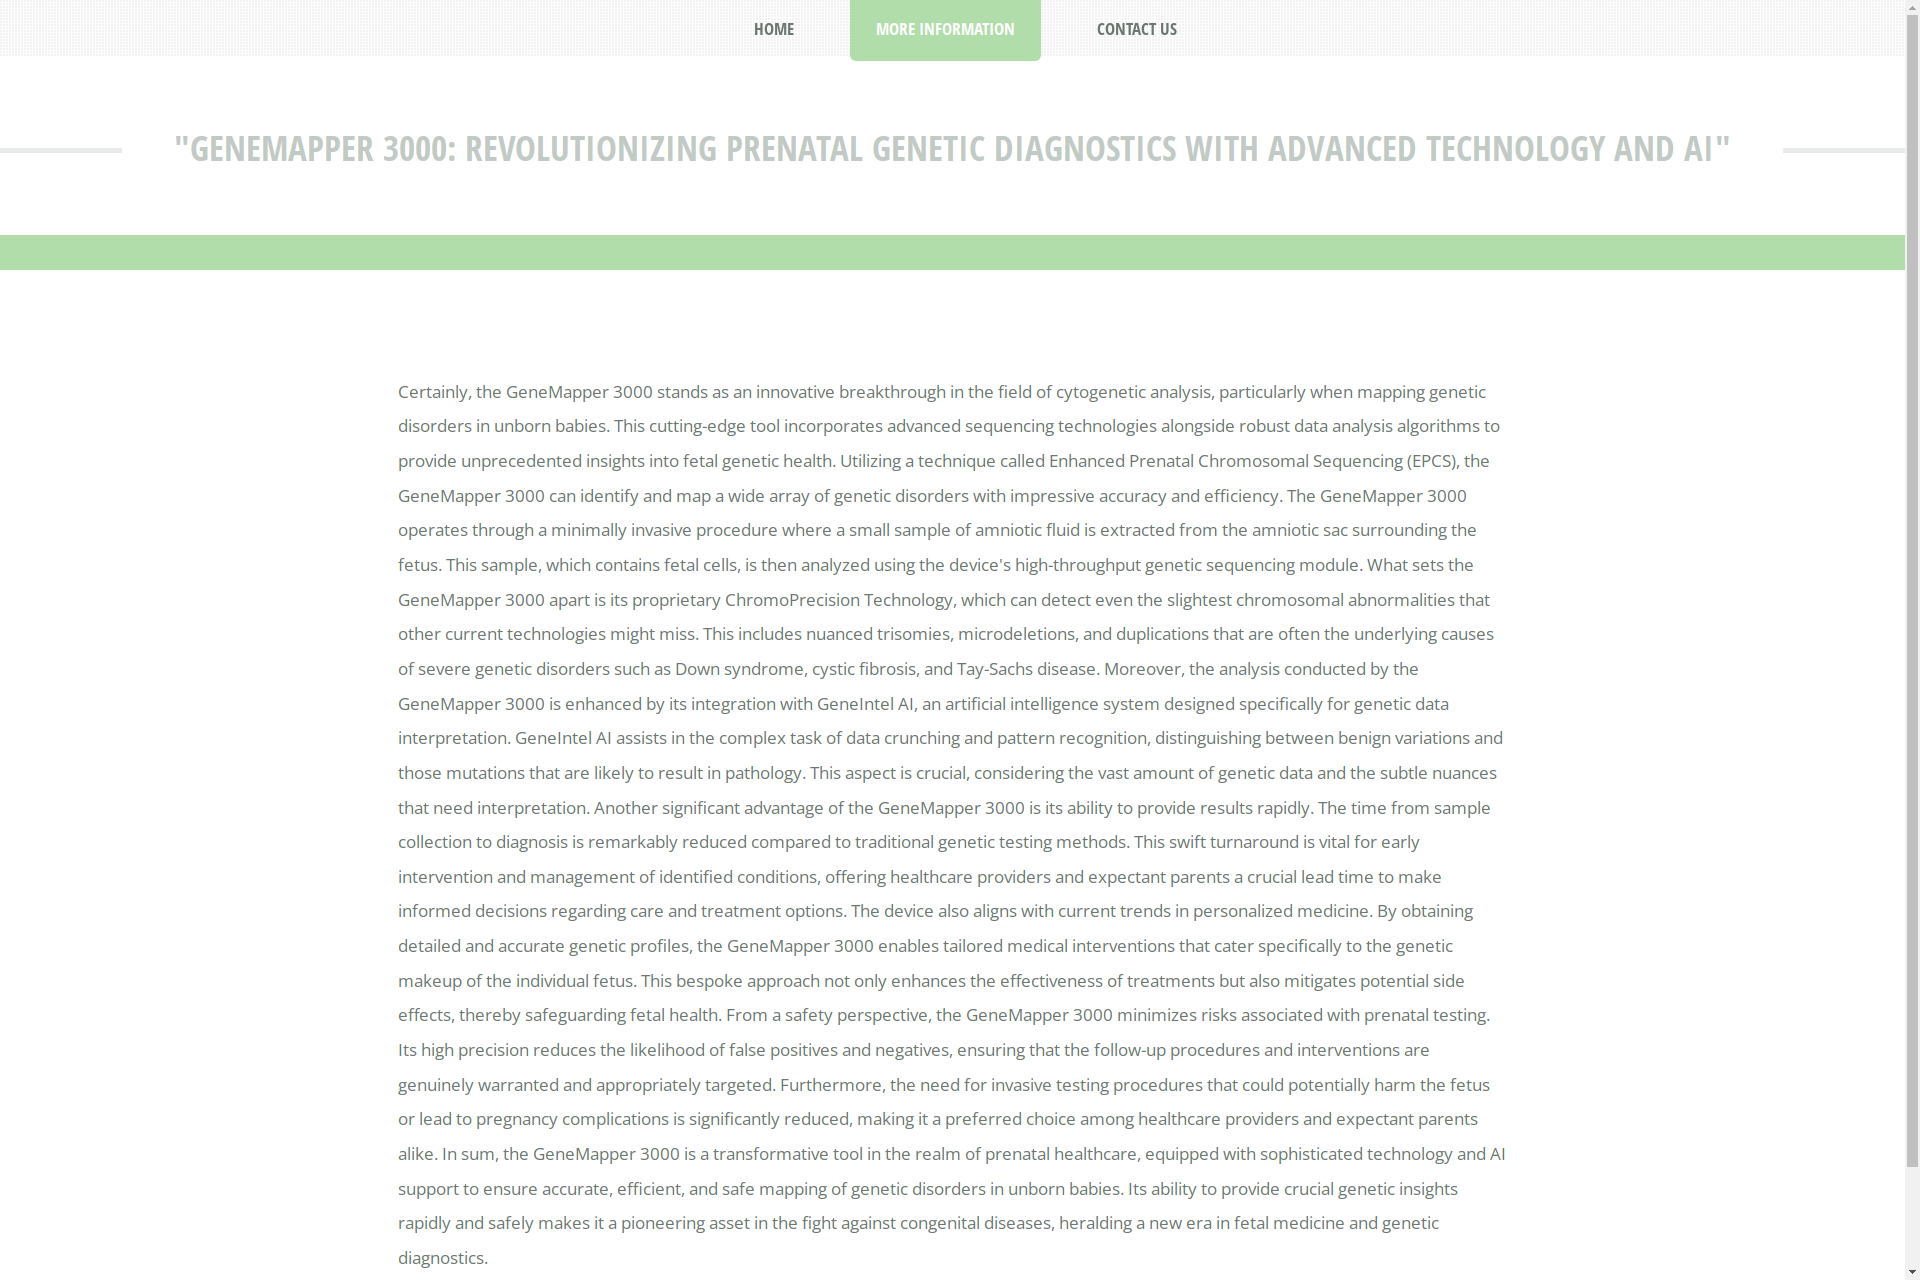 HOME
MORE INFORMATION
CONTACT US
"GENEMAPPER 3000: REVOLUTIONIZING PRENATAL GENETIC DIAGNOSTICS WITH ADVANCED TECHNOLOGY AND AI"
Certainly, the GeneMapper 3000 stands as an innovative breakthrough in the field of cytogenetic analysis, particularly when mapping genetic
disorders in unborn babies. This cutting-edge tool incorporates advanced sequencing technologies alongside robust data analysis algorithms to
provide unprecedented insights into fetal genetic health. Utilizing a technique called Enhanced Prenatal Chromosomal Sequencing (EPCS), the
GeneMapper 3000 can identify and map a wide array of genetic disorders with impressive accuracy and efficiency. The GeneMapper 3000
operates through a minimally invasive procedure where a small sample of amniotic fluid is extracted from the amniotic sac surrounding the
fetus. This sample, which contains fetal cells, is then analyzed using the device's high-throughput genetic sequencing module. What sets the
GeneMapper 3000 apart is its proprietary ChromoPrecision Technology, which can detect even the slightest chromosomal abnormalities that
other current technologies might miss. This includes nuanced trisomies, microdeletions, and duplications that are often the underlying causes
of severe genetic disorders such as Down syndrome, cystic fibrosis, and Tay-Sachs disease. Moreover, the analysis conducted by the
GeneMapper 3000 is enhanced by its integration with GeneIntel AI, an artificial intelligence system designed specifically for genetic data
interpretation. GeneIntel AI assists in the complex task of data crunching and pattern recognition, distinguishing between benign variations and
those mutations that are likely to result in pathology. This aspect is crucial, considering the vast amount of genetic data and the subtle nuances
that need interpretation. Another significant advantage of the GeneMapper 3000 is its ability to provide results rapidly. The time from sample
collection to diagnosis is remarkably reduced compared to traditional genetic testing methods. This swift turnaround is vital for early
intervention and management of identified conditions, offering healthcare providers and expectant parents a crucial lead time to make
informed decisions regarding care and treatment options. The device also aligns with current trends in personalized medicine. By obtaining
detailed and accurate genetic profiles, the GeneMapper 3000 enables tailored medical interventions that cater specifically to the genetic
makeup of the individual fetus. This bespoke approach not only enhances the effectiveness of treatments but also mitigates potential side
effects, thereby safeguarding fetal health. From a safety perspective, the GeneMapper 3000 minimizes risks associated with prenatal testing.
Its high precision reduces the likelihood of false positives and negatives, ensuring that the follow-up procedures and interventions are
genuinely warranted and appropriately targeted. Furthermore, the need for invasive testing procedures that could potentially harm the fetus
or lead to pregnancy complications is significantly reduced, making it a preferred choice among healthcare providers and expectant parents
alike. In sum, the GeneMapper 3000 is a transformative tool in the realm of prenatal healthcare, equipped with sophisticated technology and AI
support to ensure accurate, efficient, and safe mapping of genetic disorders in unborn babies. Its ability to provide crucial genetic insights
rapidly and safely makes it a pioneering asset in the fight against congenital diseases, heralding a new era in fetal medicine and genetic
diagnostics.